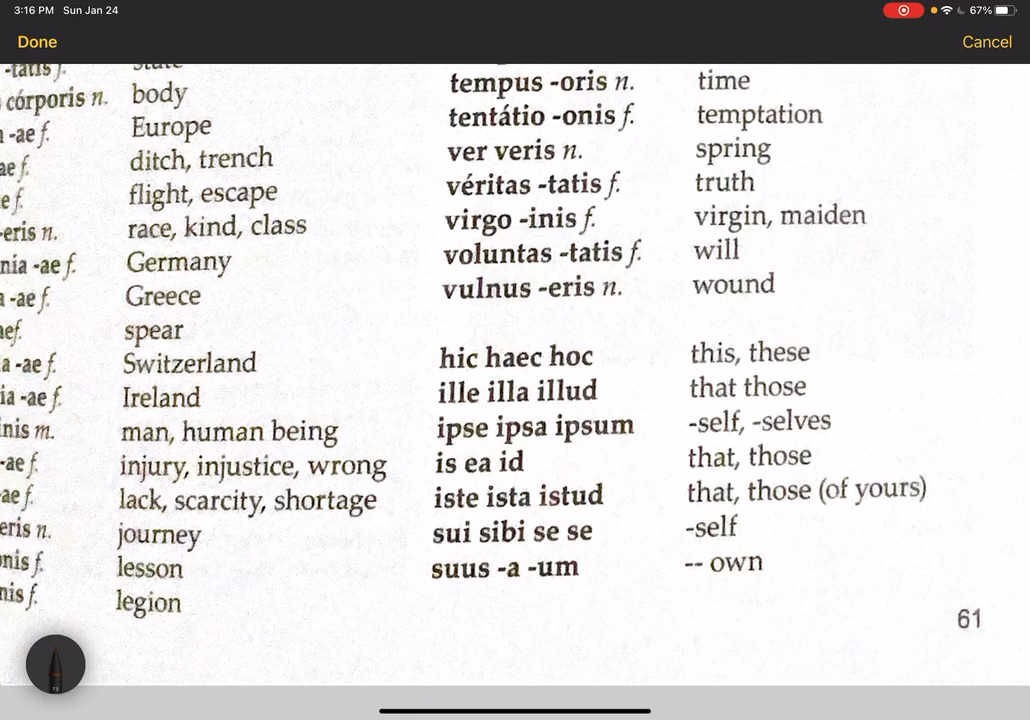 3:16 PM Sun Jan 24
67%
Done
Cancel
-tatis f.
state
córporis n. body
-ae f. Europe
ae f. ditch, trench
e f. flight, escape
-eris n. race, kind, class
nia -ae f. Germany
a -ae f. Greece
aef. spear
a -ae f. Switzerland
ia -ae f. Ireland
inis m. man, human being
-ae f. injury, injustice, wrong
ae f. lack, scarcity, shortage
eris n. journey
onis f. lesson
nis f. legion
tempus -oris n. time
tentátio -onis f. temptation
ver veris n. spring
véritas -tatis f. truth
virgo -inis f. virgin, maiden
voluntas -tatis f. will
vulnus -eris n. wound
hic haec hoc this, these
ille illa illud that those
ipse ipsa ipsum -self, -selves
is ea id that, those
iste ista istud that, those (of yours)
sui sibi se se -self
suus -a -um -- own
61